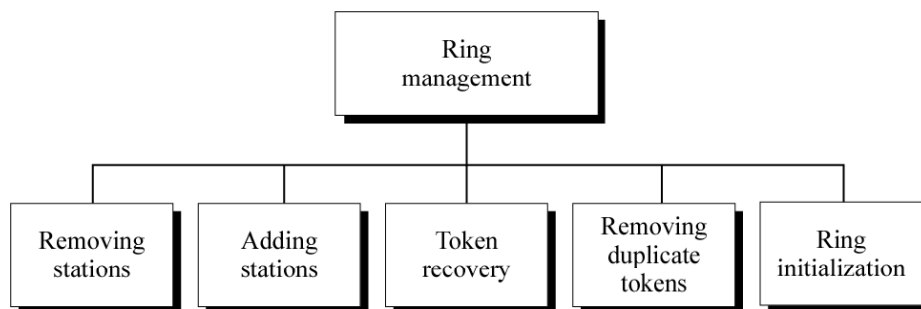 Ring
management
Removing
stations
Adding
stations
Token
recovery
Removing
duplicate
tokens
Ring
initialization